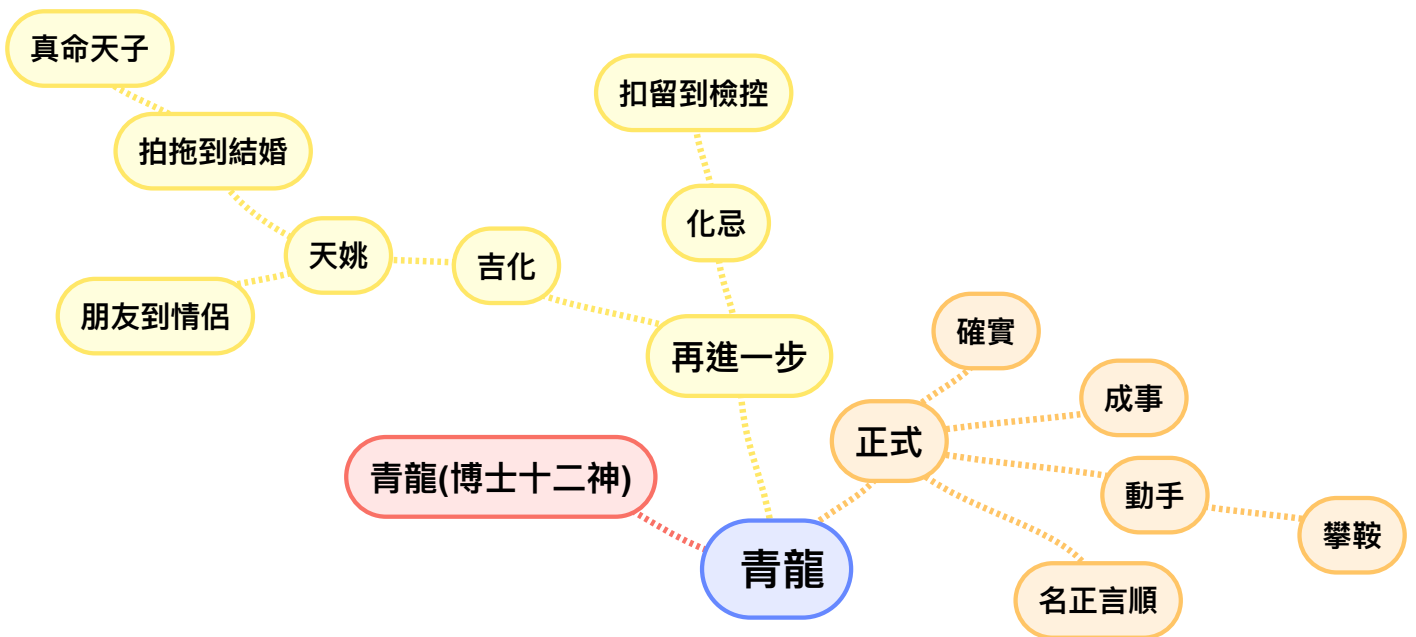 真命天子
扣留到檢控
拍拖到結婚
化忌
天姚
吉化
朋友到情侶
確實
再進一步
成事
正式
青龍(博士十二神)
動手
攀鞍
青龍
名正言順